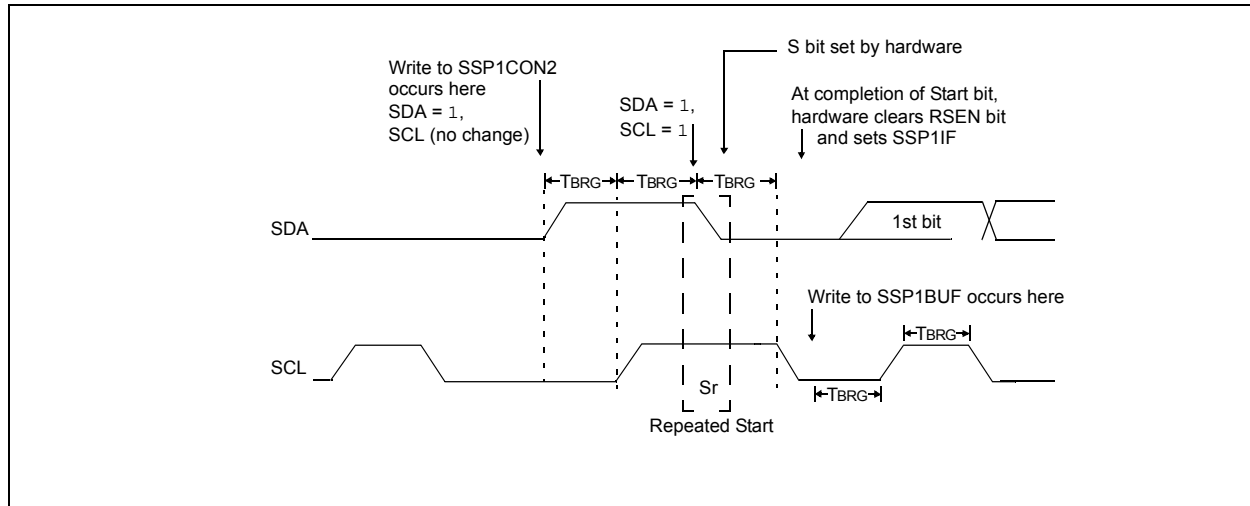 S bit set by hardware
Write to SSP1CON2
occurs here
SDA = 1,
SCL (no change)
SDA = 1,
SCL = 1
At completion of Start bit,
hardware clears RSEN bit
and sets SSP1IF
TBRG TBRG TBRG
SDA
1st bit
Write to SSP1BUF occurs here
TBRG
SCL
Sr
TBRG
Repeated Start